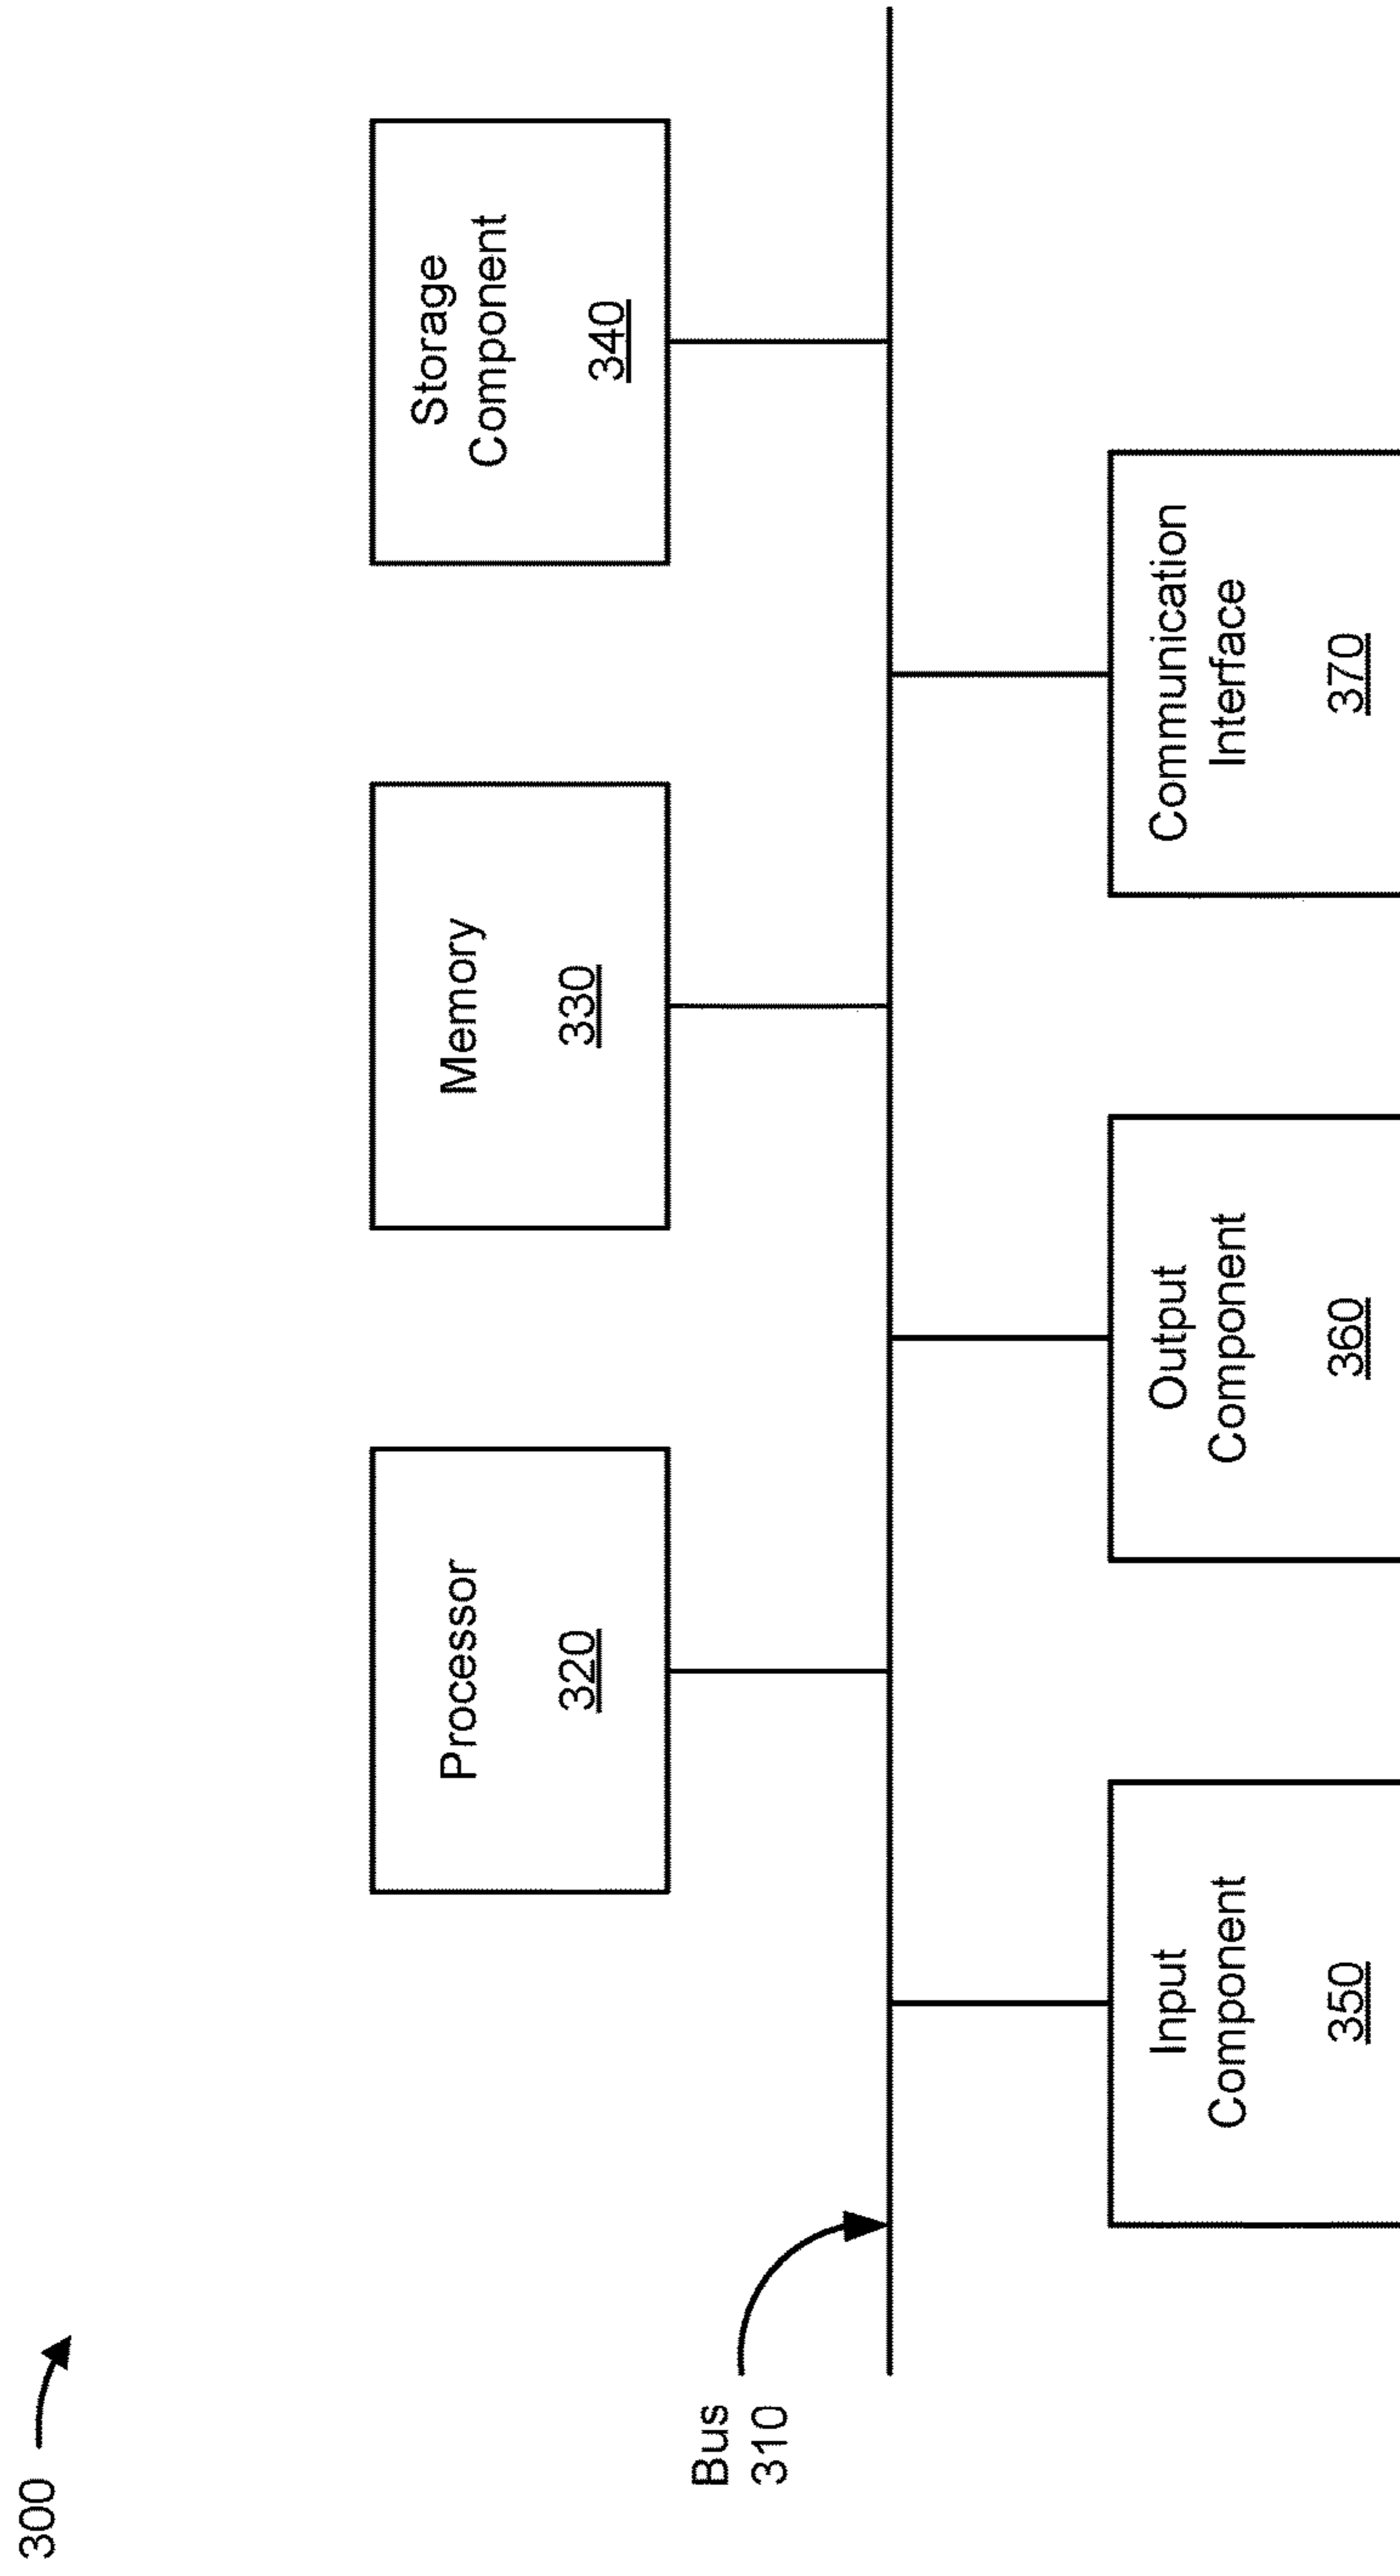 300
Processor
320
Memory
330
Storage
Component
340
Bus
310
Input
Component
350
Output
Component
360
Communication
Interface
370